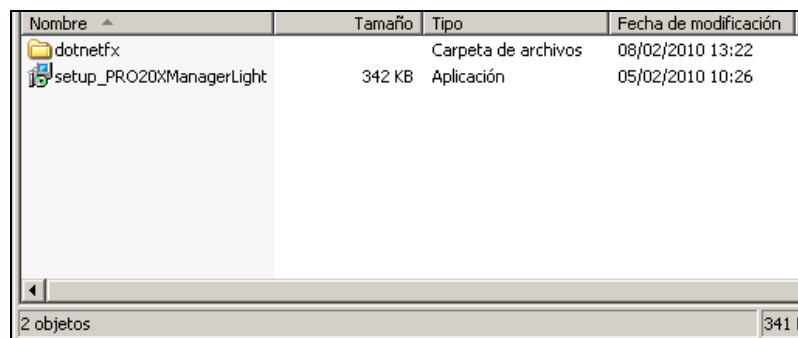 Nombre Tamaño Tipo Fecha de modificación
dotnetfx Carpeta de archivos 08/02/2010 13:22
setup_PRO20XManagerLight 342 KB Aplicación 05/02/2010 10:26
2 objetos 341